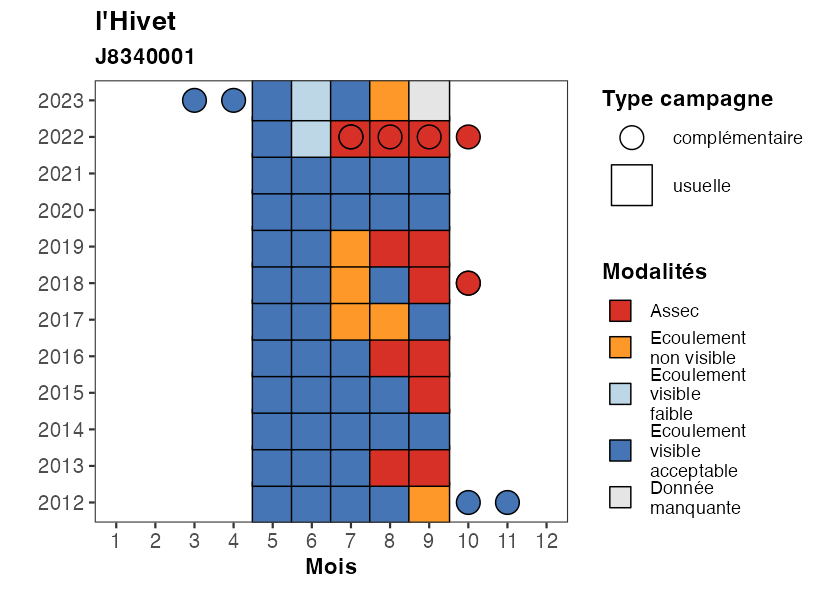 l'Hivet
J8340001
2023
2022
2021
2020
2019
2018
2017
2016
2015
2014
2013
2012
1 2 3 4 5 6 7 8 9 10 11 12
Mois
Type campagne
complémentaire
usuelle
Modalités
Assec
Ecoulement
non visible
Ecoulement
visible
faible
Ecoulement
visible
acceptable
Donnée
manquante